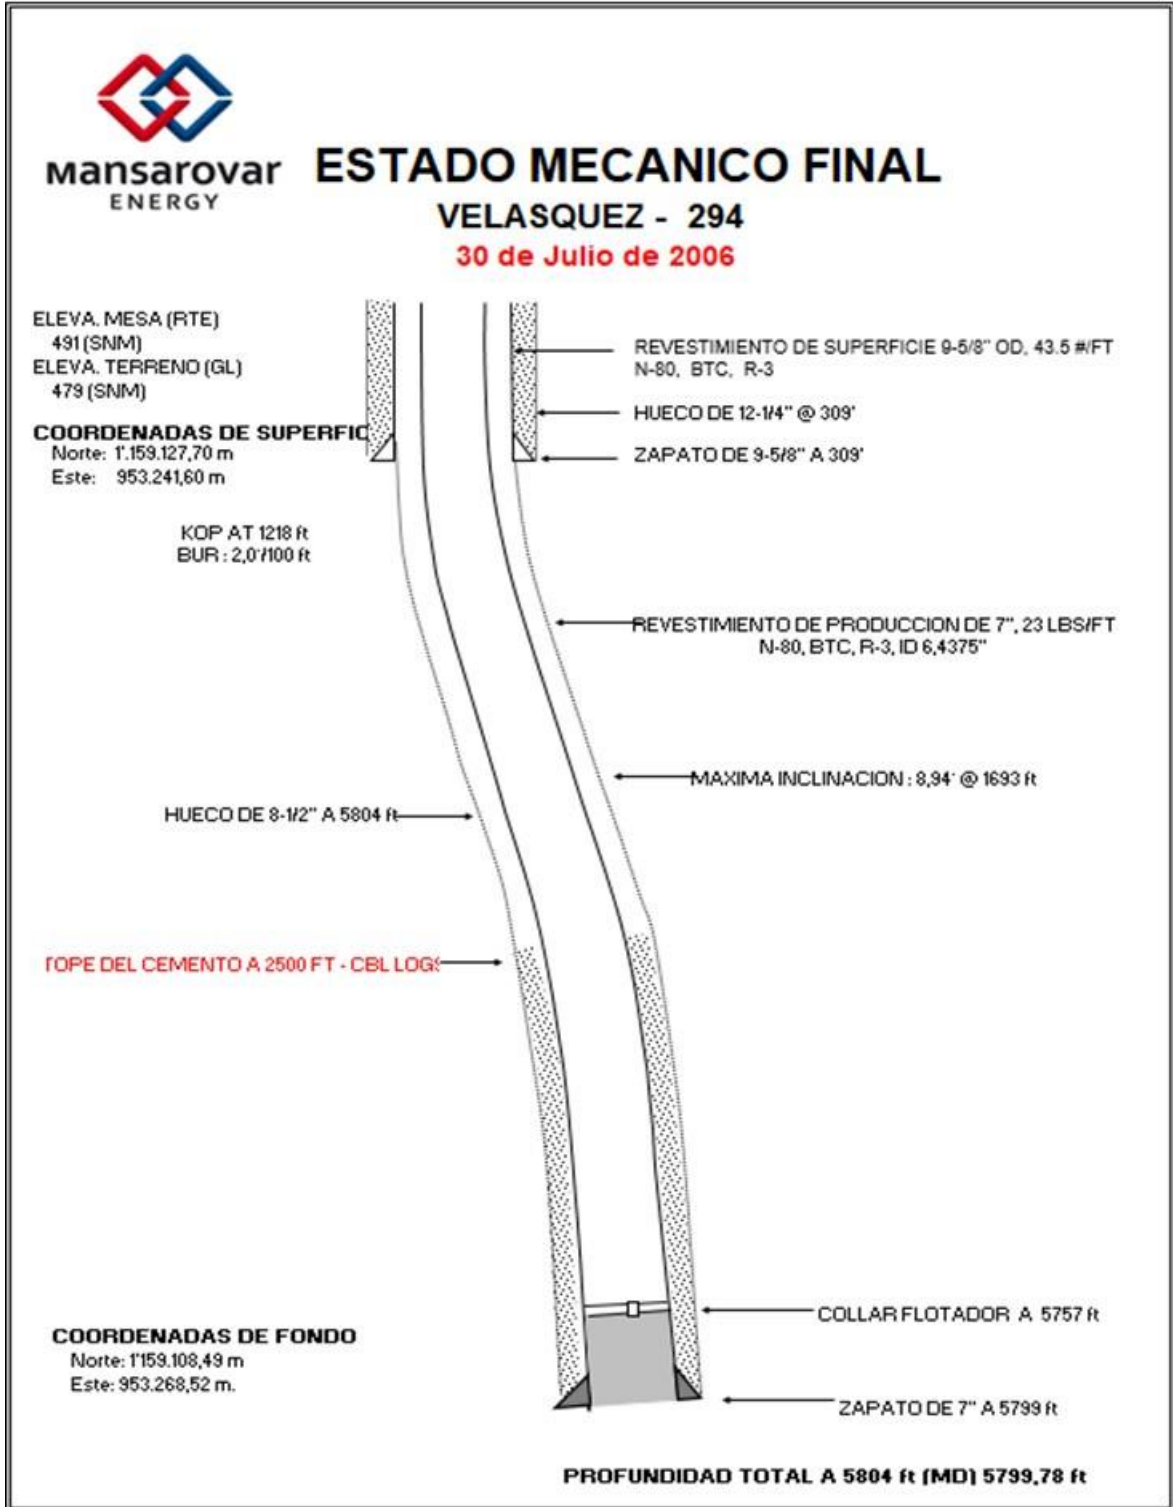 Mansarovar
ENERGY
ESTADO MECANICO FINAL
VELASQUEZ - 294
30 de Julio de 2006
ELEVA. MESA (RTE)
491 (SNM)
ELEVA. TERRENO (GL)
479 (SNM)
COORDENADAS DE SUPERFIC
Norte: 1'.159.127,70 m
Este: 953.241,60 m
REVESTIMIENTO DE SUPERFICIE 9-5/8" OD, 43.5 #/FT
N-80, BTC, R-3
HUECO DE 12-1/4" @ 309'
ZAPATO DE 9-5/8" A 309'
KOP AT 1218 ft
BUR : 2,0°/100 ft
REVESTIMIENTO DE PRODUCCION DE 7", 23 LBS/FT
N-80, BTC, R-3, ID 6,4375"
MAXIMA INCLINACION : 8,94° @ 1693 ft
HUECO DE 8-1/2" A 5804 ft
TOPE DEL CEMENTO A 2500 FT - CBL LOGS
COLLAR FLOTADOR A 5757 ft
COORDENADAS DE FONDO
Norte: 1'159.108,49 m
Este: 953.268,52 m.
ZAPATO DE 7" A 5799 ft
PROFUNDIDAD TOTAL A 5804 ft (MD) 5799,78 ft